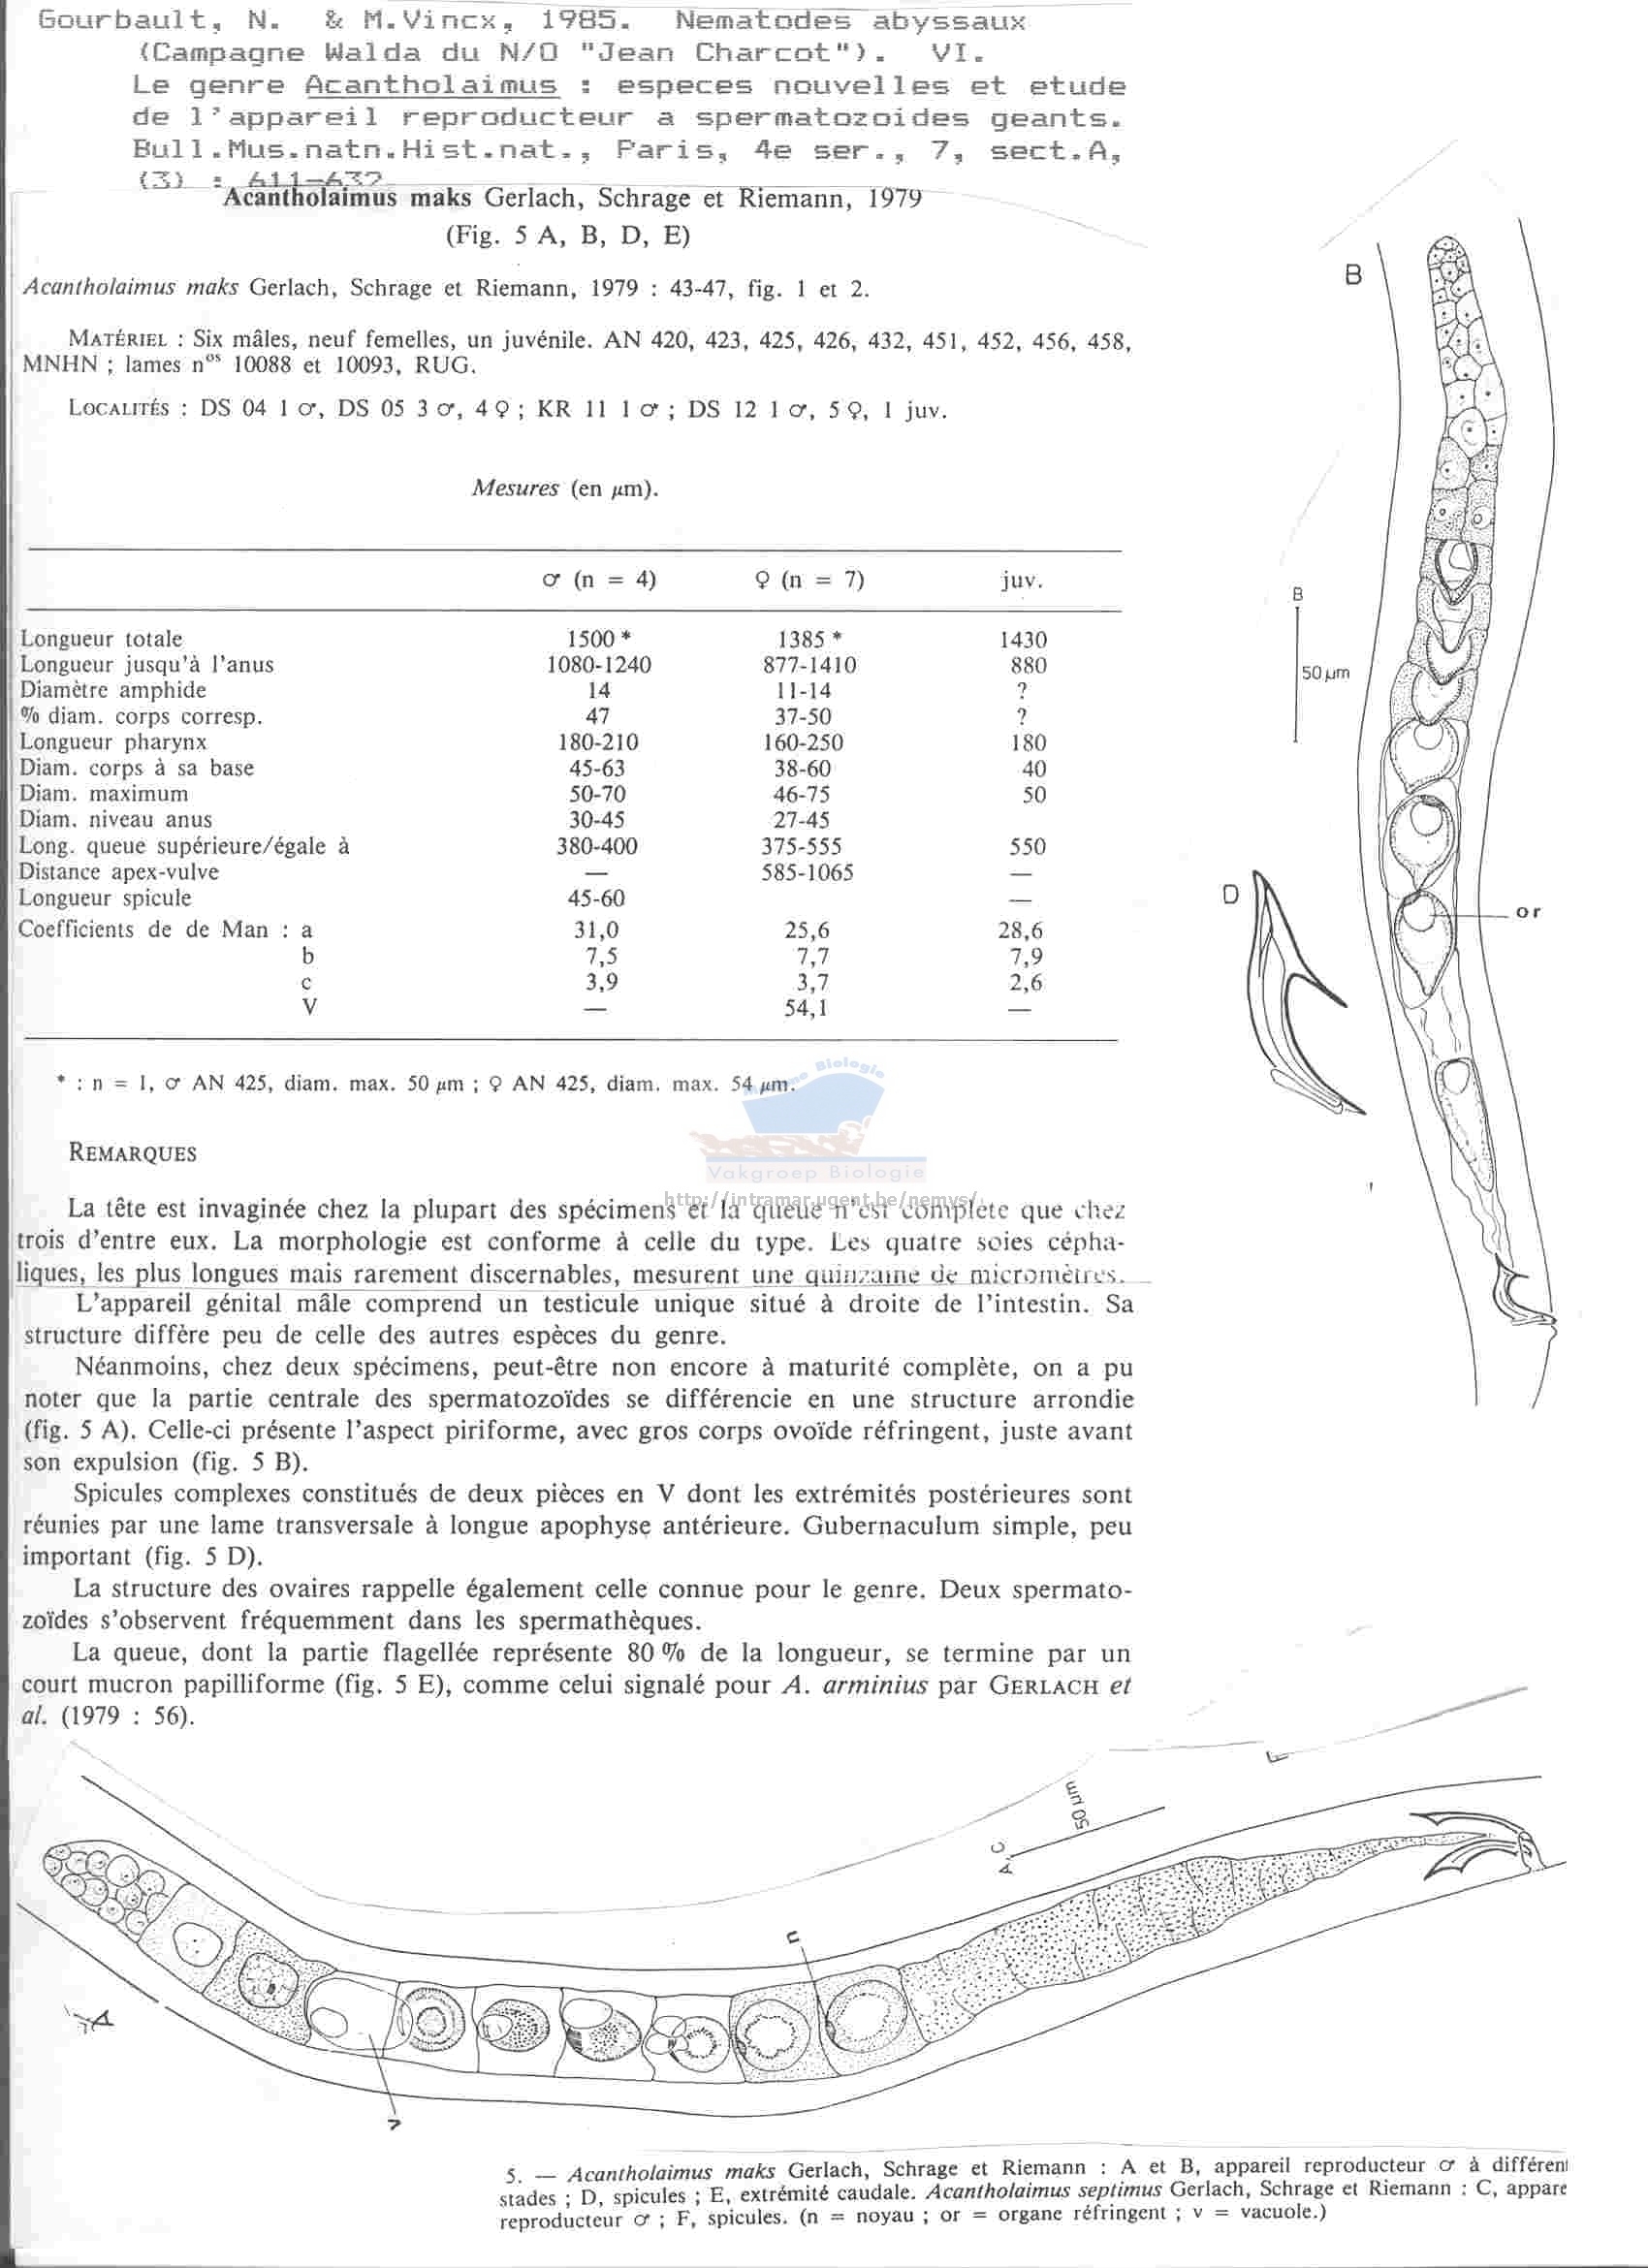 Gourbault, N. & M.Vincx, 1985. Nematodes abyssaux
(Campagne Walda du N/O "Jean Charcot"). VI.
Le genre Acantholaimus : especes nouvelles et etude
de l'appareil reproducteur a spermatozoides geants.
Bull.Mus.natn.Hist.nat., Paris, 4e ser., 7, sect.A,
(3) : 611-632
Acantholaimus maks Gerlach, Schrage et Riemann, 1979
(Fig. 5 A, B, D, E)
Acantholaimus maks Gerlach, Schrage et Riemann, 1979 : 43-47, fig. 1 et 2.
MATÉRIEL : Six mâles, neuf femelles, un juvénile. AN 420, 423, 425, 426, 432, 451, 452, 456, 458,
MNHN ; lames nos 10088 et 10093, RUG.
LOCALITÉS : DS 04 1 ♂, DS 05 3 ♂, 4 ♀ ; KR 11 1 ♂ ; DS 12 1 ♂, 5 ♀, 1 juv.
Mesures (en µm).
♂ (n = 4) ♀ (n = 7) juv.
Longueur totale 1500 * 1385 * 1430
Longueur jusqu'à l'anus 1080-1240 877-1410 880
Diamètre amphide 14 11-14 ?
% diam. corps corresp. 47 37-50 ?
Longueur pharynx 180-210 160-250 180
Diam. corps à sa base 45-63 38-60 40
Diam. maximum 50-70 46-75 50
Diam. niveau anus 30-45 27-45
Long. queue supérieure/égale à 380-400 375-555 550
Distance apex-vulve — 585-1065 —
Longueur spicule 45-60 —
Coefficients de de Man : a 31,0 25,6 28,6
b 7,5 7,7 7,9
c 3,9 3,7 2,6
V — 54,1 —
* : n = 1, ♂ AN 425, diam. max. 50 µm ; ♀ AN 425, diam. max. 54 µm.
Biologie
Vakgroep Biologie
http://intramar.ugent.be/nemys/
REMARQUES
La tête est invaginée chez la plupart des spécimens et la queue n'est complète que chez
trois d'entre eux. La morphologie est conforme à celle du type. Les quatre soies cépha-
liques, les plus longues mais rarement discernables, mesurent une quinzaine de micromètres.
L'appareil génital mâle comprend un testicule unique situé à droite de l'intestin. Sa
structure diffère peu de celle des autres espèces du genre.
Néanmoins, chez deux spécimens, peut-être non encore à maturité complète, on a pu
noter que la partie centrale des spermatozoïdes se différencie en une structure arrondie
(fig. 5 A). Celle-ci présente l'aspect piriforme, avec gros corps ovoïde réfringent, juste avant
son expulsion (fig. 5 B).
Spicules complexes constitués de deux pièces en V dont les extrémités postérieures sont
réunies par une lame transversale à longue apophyse antérieure. Gubernaculum simple, peu
important (fig. 5 D).
La structure des ovaires rappelle également celle connue pour le genre. Deux spermato-
zoïdes s'observent fréquemment dans les spermathèques.
La queue, dont la partie flagellée représente 80 % de la longueur, se termine par un
court mucron papilliforme (fig. 5 E), comme celui signalé pour A. arminius par GERLACH et
al. (1979 : 56).
B
B
50 µm
D
or
F
50 µm
A,C
n
A
v
5. — Acantholaimus maks Gerlach, Schrage et Riemann : A et B, appareil reproducteur ♂ à différent
stades ; D, spicules ; E, extrémité caudale. Acantholaimus septimus Gerlach, Schrage et Riemann : C, appare
reproducteur ♂ ; F, spicules. (n = noyau ; or = organe réfringent ; v = vacuole.)